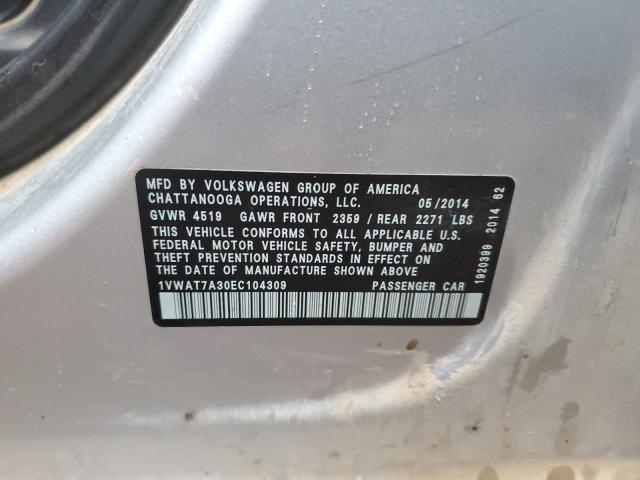 MFD BY VOLKSWAGEN GROUP OF AMERICA
CHATTANOOGA OPERATIONS, LLC. 05/2014
GVWR 4519 GAWR FRONT 2359 / REAR 2271 LBS
THIS VEHICLE CONFORMS TO ALL APPLICABLE U.S.
FEDERAL MOTOR VEHICLE SAFETY, BUMPER AND
THEFT PREVENTION STANDARDS IN EFFECT ON
THE DATE OF MANUFACTURE SHOWN ABOVE
1VWAT7A30EC104309 PASSENGER CAR
1920399 2014 62